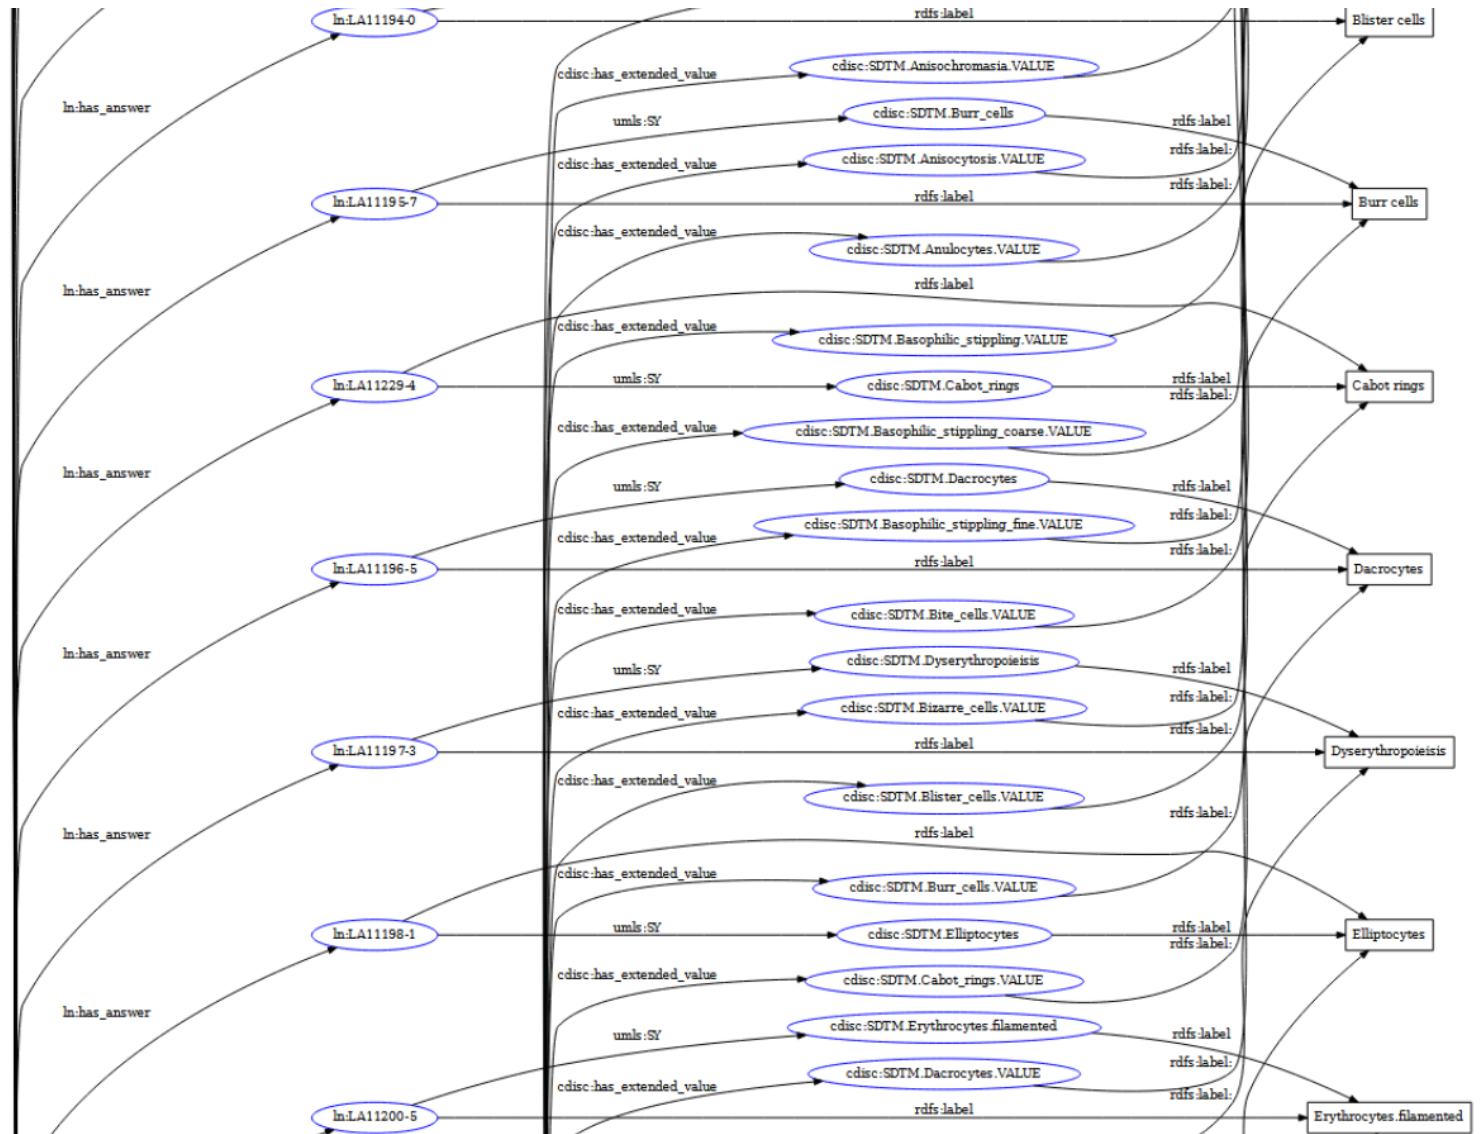 ln:LA11194-0
rdfs:label
Blister cells
cdisc:has_extended_value
cdisc:SDTM.Anisochromasia.VALUE
ln:has_answer
umls:SY
cdisc:SDTM.Burr_cells
rdfs:label
cdisc:has_extended_value
cdisc:SDTM.Anisocytosis.VALUE
rdfs:label:
rdfs:label:
ln:LA11195-7
rdfs:label
Burr cells
cdisc:has_extended_value
cdisc:SDTM.Anulocytes.VALUE
ln:has_answer
rdfs:label
cdisc:has_extended_value
cdisc:SDTM.Basophilic_stippling.VALUE
ln:LA11229-4
umls:SY
cdisc:SDTM.Cabot_rings
rdfs:label
rdfs:label:
Cabot rings
cdisc:has_extended_value
cdisc:SDTM.Basophilic_stippling_coarse.VALUE
ln:has_answer
umls:SY
cdisc:SDTM.Dacrocytes
rdfs:label
cdisc:has_extended_value
cdisc:SDTM.Basophilic_stippling_fine.VALUE
rdfs:label:
rdfs:label:
ln:LA11196-5
rdfs:label
Dacrocytes
cdisc:has_extended_value
cdisc:SDTM.Bite_cells.VALUE
ln:has_answer
umls:SY
cdisc:SDTM.Dyserythropoieisis
rdfs:label
cdisc:has_extended_value
cdisc:SDTM.Bizarre_cells.VALUE
rdfs:label:
rdfs:label:
ln:LA11197-3
rdfs:label
Dyserythropoieisis
cdisc:has_extended_value
cdisc:SDTM.Blister_cells.VALUE
rdfs:label:
ln:has_answer
rdfs:label
cdisc:has_extended_value
cdisc:SDTM.Burr_cells.VALUE
ln:LA11198-1
umls:SY
cdisc:SDTM.Elliptocytes
rdfs:label
rdfs:label:
Elliptocytes
cdisc:has_extended_value
cdisc:SDTM.Cabot_rings.VALUE
ln:has_answer
umls:SY
cdisc:SDTM.Erythrocytes.filamented
rdfs:label
cdisc:has_extended_value
cdisc:SDTM.Dacrocytes.VALUE
rdfs:label:
rdfs:label:
ln:LA11200-5
rdfs:label
Erythrocytes.filamented